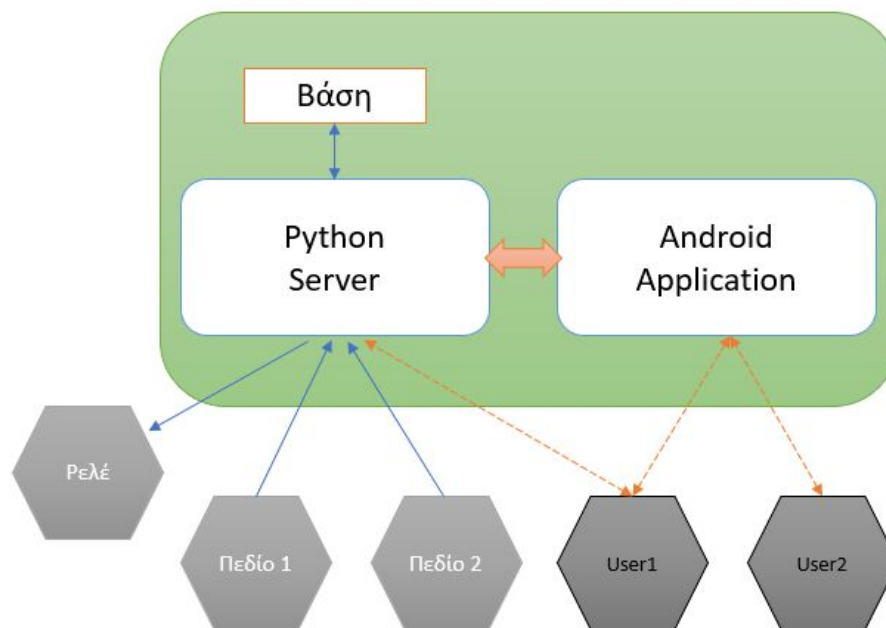 Βάση
Python
Server
Android
Application
Ρελέ
Πεδίο 1
Πεδίο 2
User1
User2